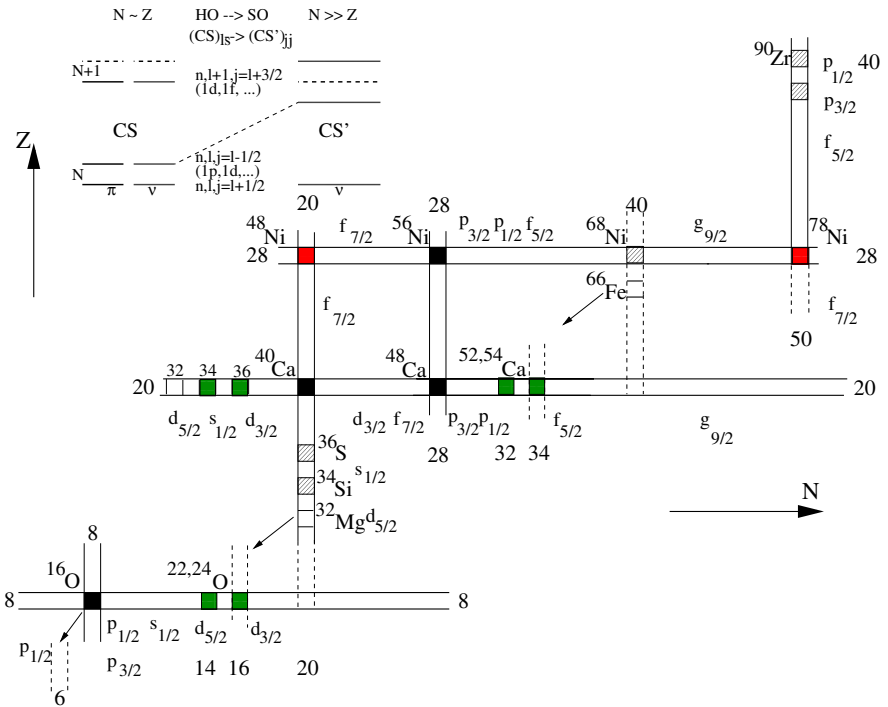 N ~ Z HO --> SO N >> Z
(CS)ls-> (CS')jj
N+1
n,l+1,j=l+3/2
(1d,1f, ...)
CS CS'
n,l,j=l-1/2
(1p,1d,...)
N
n,l,j=l+1/2
π ν ν
Z
90Zr p1/2 40
p3/2
f5/2
20 28 40
48Ni f7/2 56Ni p3/2 p1/2 f5/2 68Ni g9/2 78Ni
28 28
66Fe
f7/2 f7/2
50
40Ca 48Ca 52,54Ca
32 34 36
20 20
d5/2 s1/2 d3/2 d3/2 f7/2 p3/2 p1/2 f5/2 g9/2
28 32 34
36S
s1/2
34Si
32Mg d5/2
N
8
16O 22,24O
8 8
p1/2 s1/2 d5/2 d3/2
p1/2
p3/2 14 16 20
6